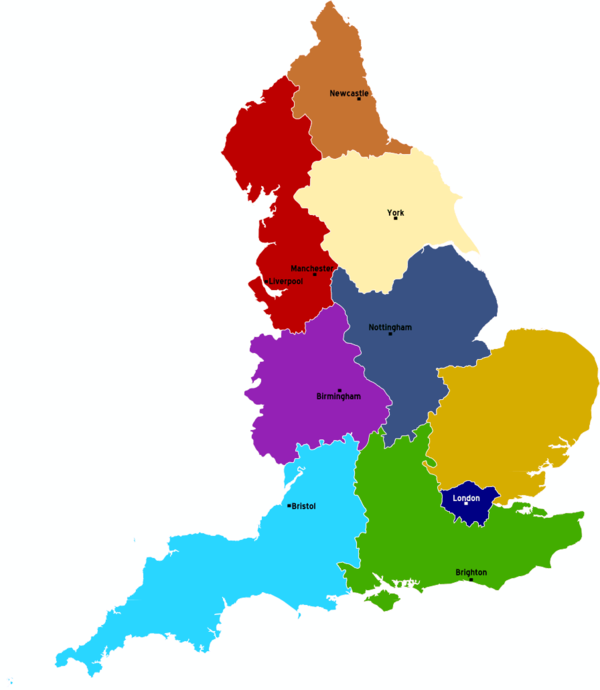 Newcastle
York
Manchester
Liverpool
Nottingham
Birmingham
London
Bristol
Brighton